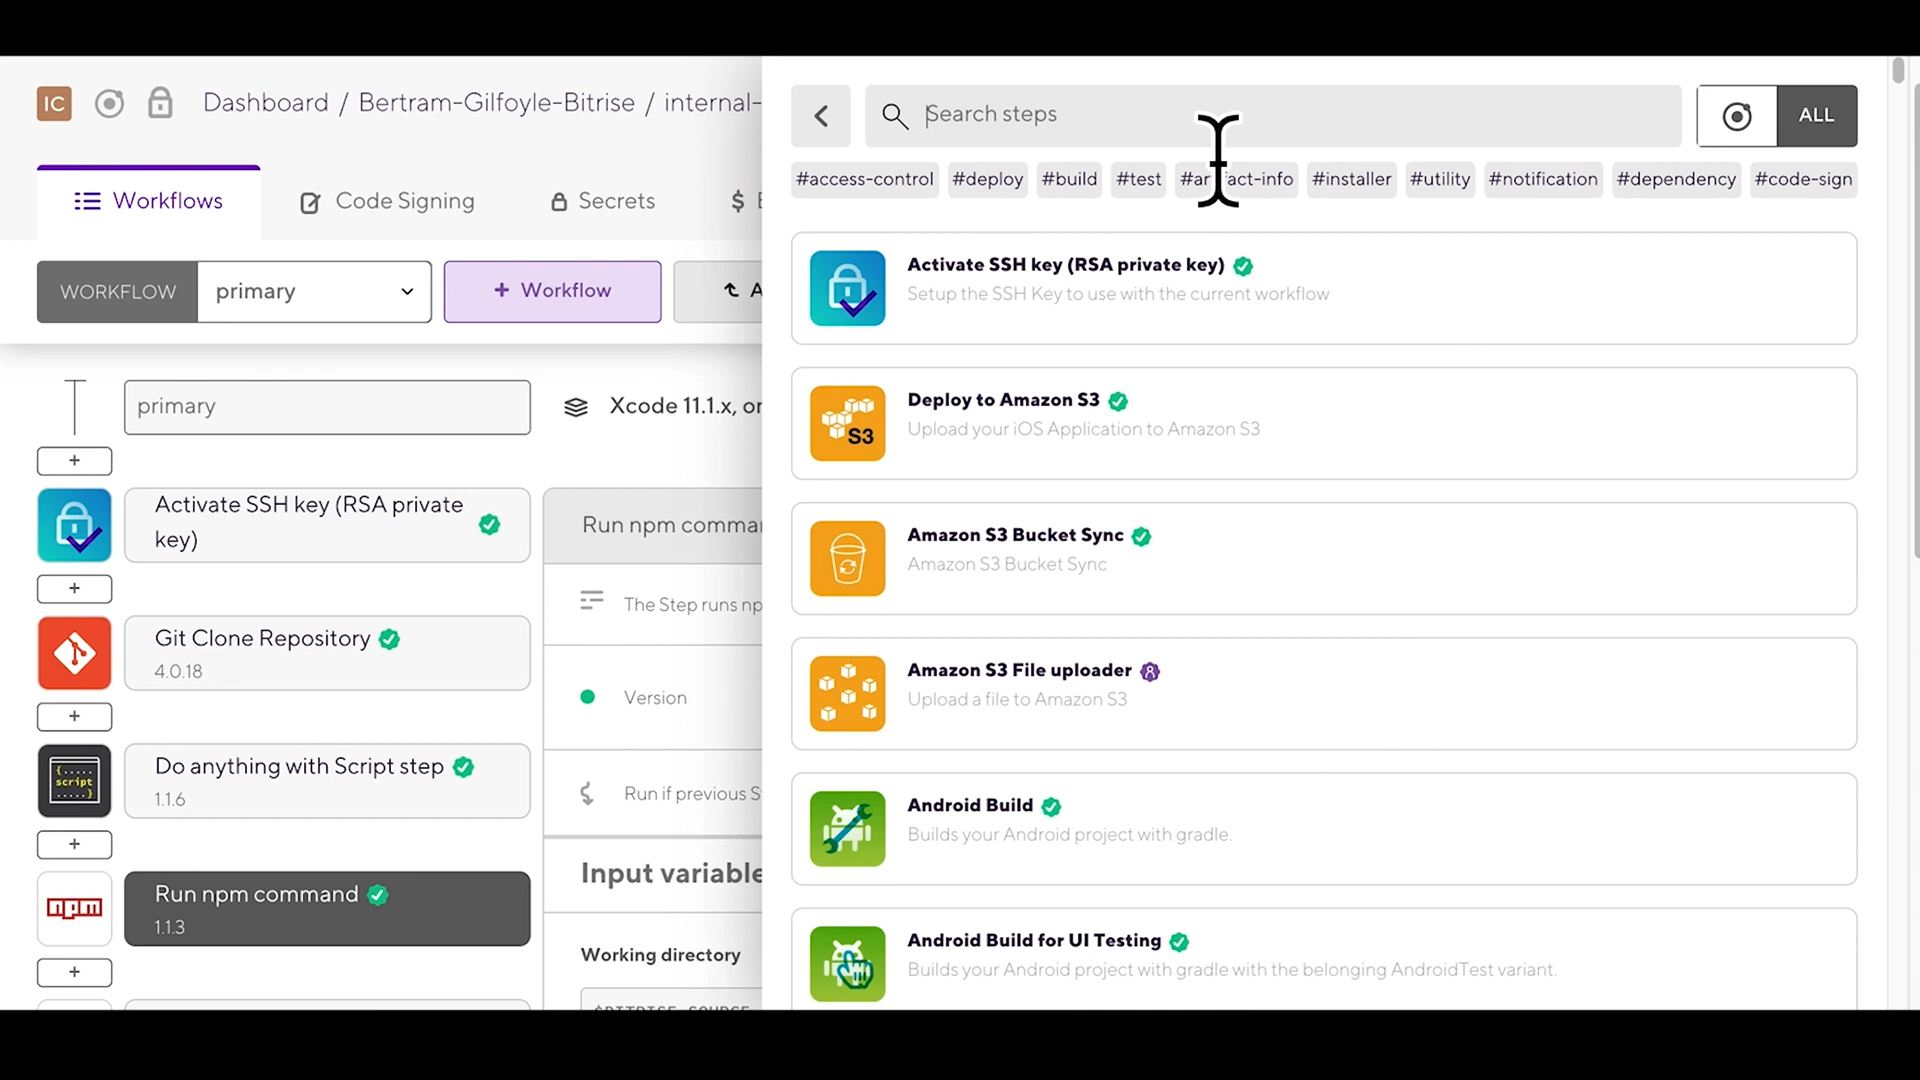 IC
Dashboard / Bertram-Gilfoyle-Bitrise / internal-
Workflows
Code Signing
Secrets
$
WORKFLOW
primary
+ Workflow
A
primary
Xcode 11.1.x, on
+
Activate SSH key (RSA private
key)
+
Git Clone Repository
4.0.18
+
{.....
script
.....}
Do anything with Script step
1.1.6
+
npm
Run npm command
1.1.3
+
Run npm comma
The Step runs np
Version
Run if previous S
Input variable
Working directory
Search steps
ALL
#access-control
#deploy
#build
#test
#artifact-info
#installer
#utility
#notification
#dependency
#code-sign
Activate SSH key (RSA private key)
Setup the SSH Key to use with the current workflow
S3
Deploy to Amazon S3
Upload your iOS Application to Amazon S3
Amazon S3 Bucket Sync
Amazon S3 Bucket Sync
Amazon S3 File uploader
Upload a file to Amazon S3
Android Build
Builds your Android project with gradle.
Android Build for UI Testing
Builds your Android project with gradle with the belonging AndroidTest variant.